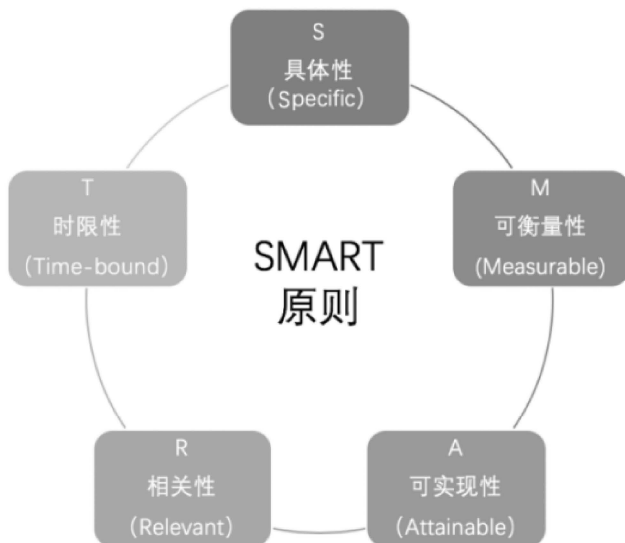 S
具体性
(Specific)
T
时限性
(Time-bound)
M
可衡量性
(Measurable)
SMART
原则
R
相关性
(Relevant)
A
可实现性
(Attainable)